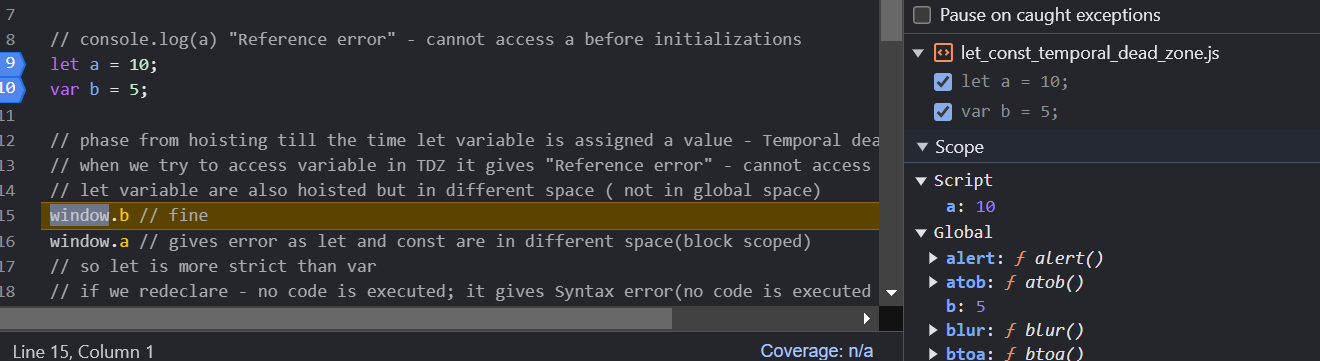 7
8 // console.log(a) "Reference error" - cannot access a before initializations
9 let a = 10;
10 var b = 5;
11
12 // phase from hoisting till the time let variable is assigned a value - Temporal dea
13 // when we try to access variable in TDZ it gives "Reference error" - cannot access
14 // let variable are also hoisted but in different space ( not in global space)
15 window.b // fine
16 window.a // gives error as let and const are in different space(block scoped)
17 // so let is more strict than var
18 // if we redeclare - no code is executed; it gives Syntax error(no code is executed
Line 15, Column 1
Coverage: n/a
Pause on caught exceptions
let_const_temporal_dead_zone.js
let a = 10;
var b = 5;
Scope
Script
a: 10
Global
alert: ƒ alert()
atob: ƒ atob()
b: 5
blur: ƒ blur()
btoa: ƒ btoa()